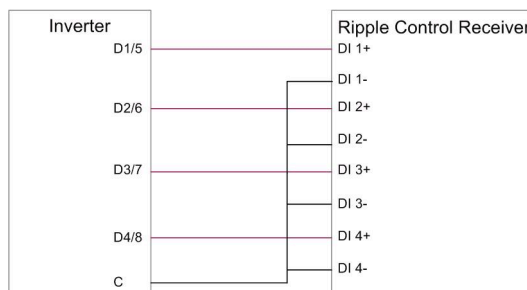 Inverter
D1/5
D2/6
D3/7
D4/8
C
Ripple Control Receiver
DI 1+
DI 1-
DI 2+
DI 2-
DI 3+
DI 3-
DI 4+
DI 4-